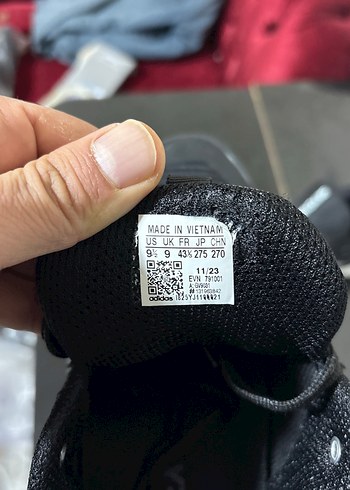 MADE IN VIETNAM
US UK FR JP CHN
9½ 9 43⅓ 275 270
11/23
EVN 791001
adidas